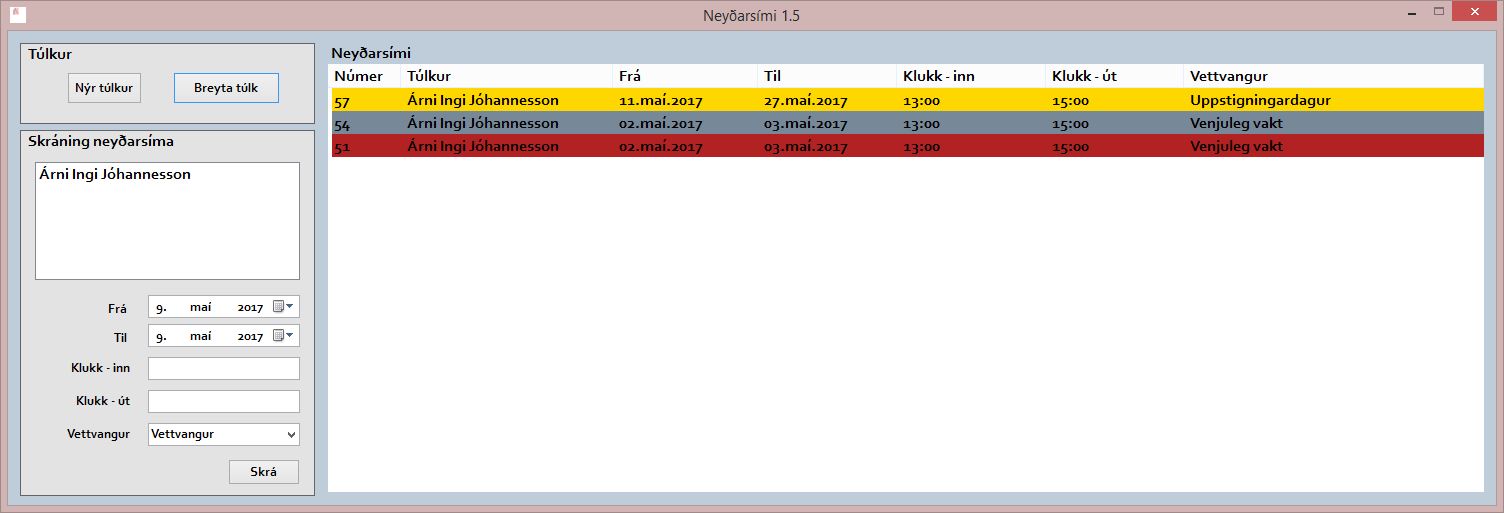 Neyðarsími 1.5
Túlkur
Nýr túlkur Breyta túlk
Skráning neyðarsíma
Árni Ingi Jóhannesson
Frá 9. maí 2017
Til 9. maí 2017
Klukk - inn
Klukk - út
Vettvangur Vettvangur
Skrá
Neyðarsími
Númer Túlkur Frá Til Klukk - inn Klukk - út Vettvangur
57 Árni Ingi Jóhannesson 11.maí.2017 27.maí.2017 13:00 15:00 Uppstigningardagur
54 Árni Ingi Jóhannesson 02.maí.2017 03.maí.2017 13:00 15:00 Venjuleg vakt
51 Árni Ingi Jóhannesson 02.maí.2017 03.maí.2017 13:00 15:00 Venjuleg vakt